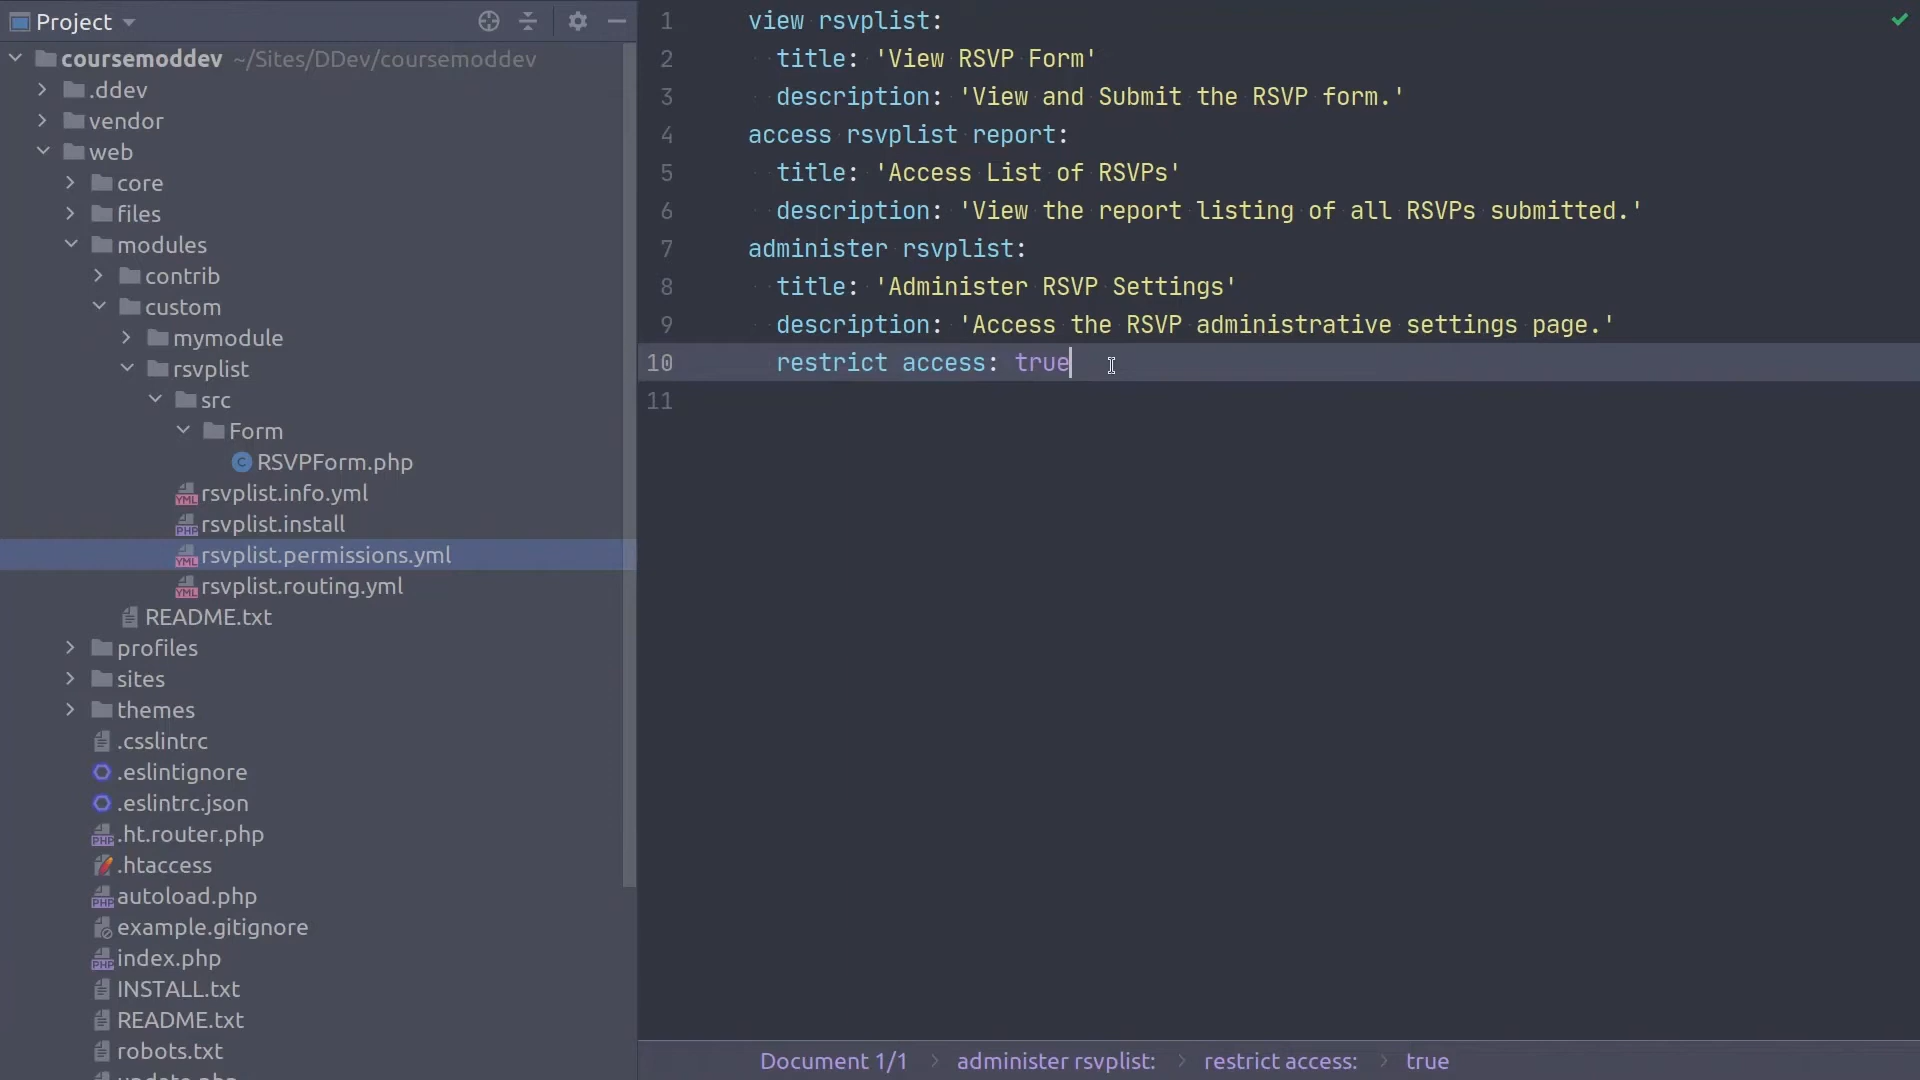 Project
coursemoddev ~/Sites/DDev/coursemoddev
.ddev
vendor
web
core
files
modules
contrib
custom
mymodule
rsvplist
src
Form
RSVPForm.php
rsvplist.info.yml
rsvplist.install
rsvplist.permissions.yml
rsvplist.routing.yml
README.txt
profiles
sites
themes
.csslintrc
.eslintignore
.eslintrc.json
.ht.router.php
.htaccess
autoload.php
example.gitignore
index.php
INSTALL.txt
README.txt
robots.txt
update.php
1 view rsvplist:
2 title: 'View RSVP Form'
3 description: 'View and Submit the RSVP form.'
4 access rsvplist report:
5 title: 'Access List of RSVPs'
6 description: 'View the report listing of all RSVPs submitted.'
7 administer rsvplist:
8 title: 'Administer RSVP Settings'
9 description: 'Access the RSVP administrative settings page.'
10 restrict access: true
11
Document 1/1 > administer rsvplist: > restrict access: > true